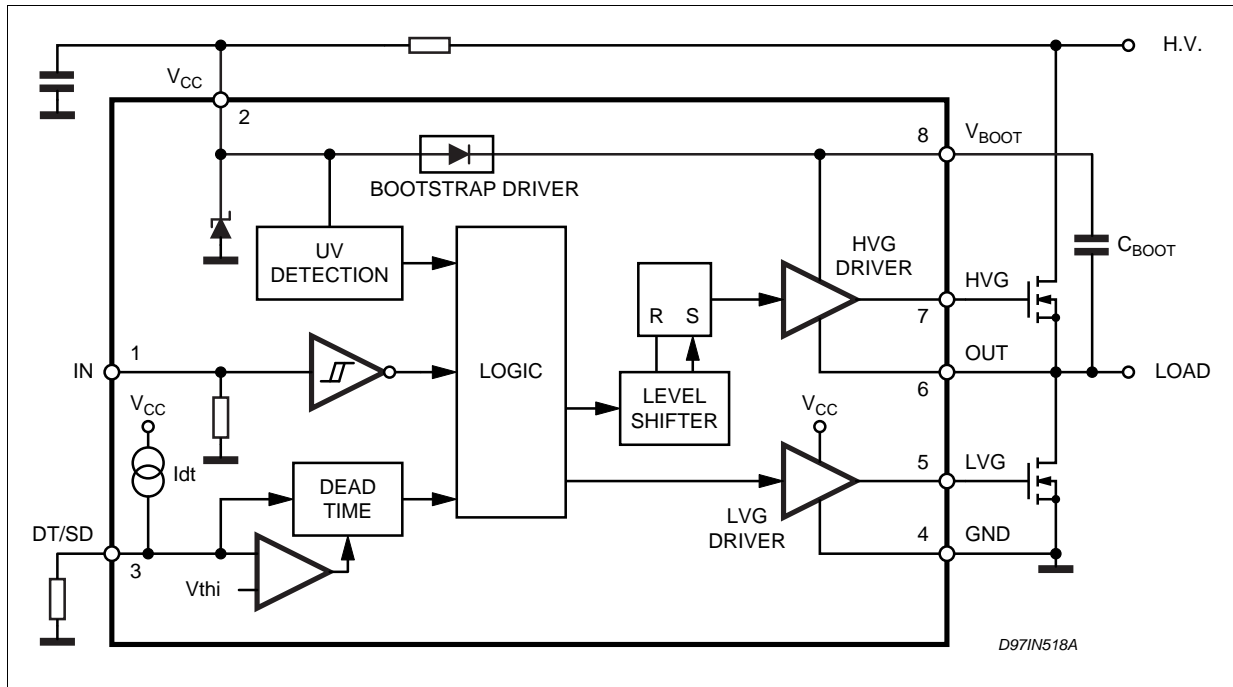 H.V.
VCC
2
8
VBOOT
BOOTSTRAP DRIVER
UV
DETECTION
HVG
DRIVER
CBOOT
R S
HVG
7
1
IN
LOGIC
OUT
6
LOAD
VCC
LEVEL
SHIFTER
VCC
Idt
5
LVG
DEAD
TIME
LVG
DRIVER
DT/SD
3
4
GND
Vthi
D97IN518A